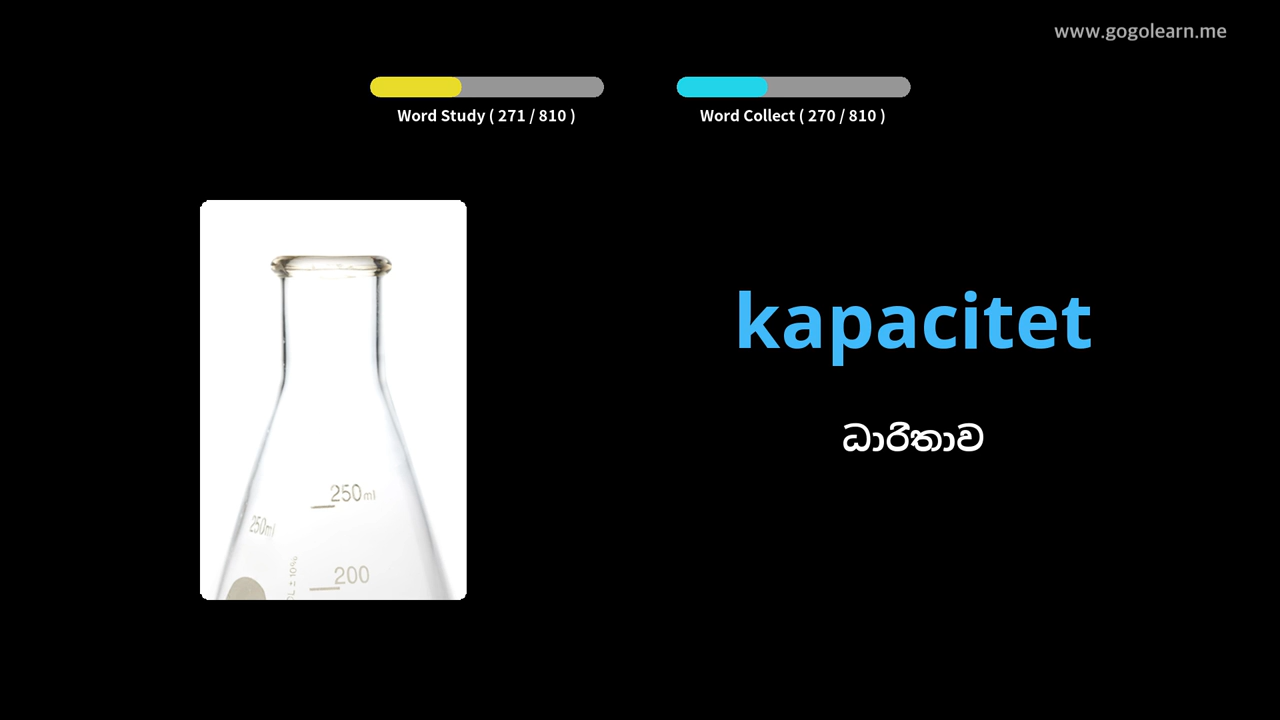 www.gogolearn.me
Word Study ( 271 / 810 )
Word Collect ( 270 / 810 )
kapacitet
ධාරිතාව
250ml
250ml
200